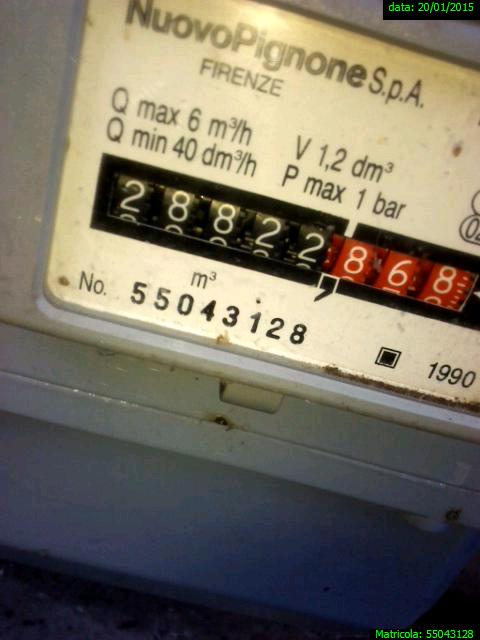 data: 20/01/2015
NuovoPignone S.p.A.
FIRENZE
Q max 6 m³/h
Q min 40 dm³/h
V 1,2 dm³
P max 1 bar
28822868
m³
No. 55043128
1990
Matricola: 55043128